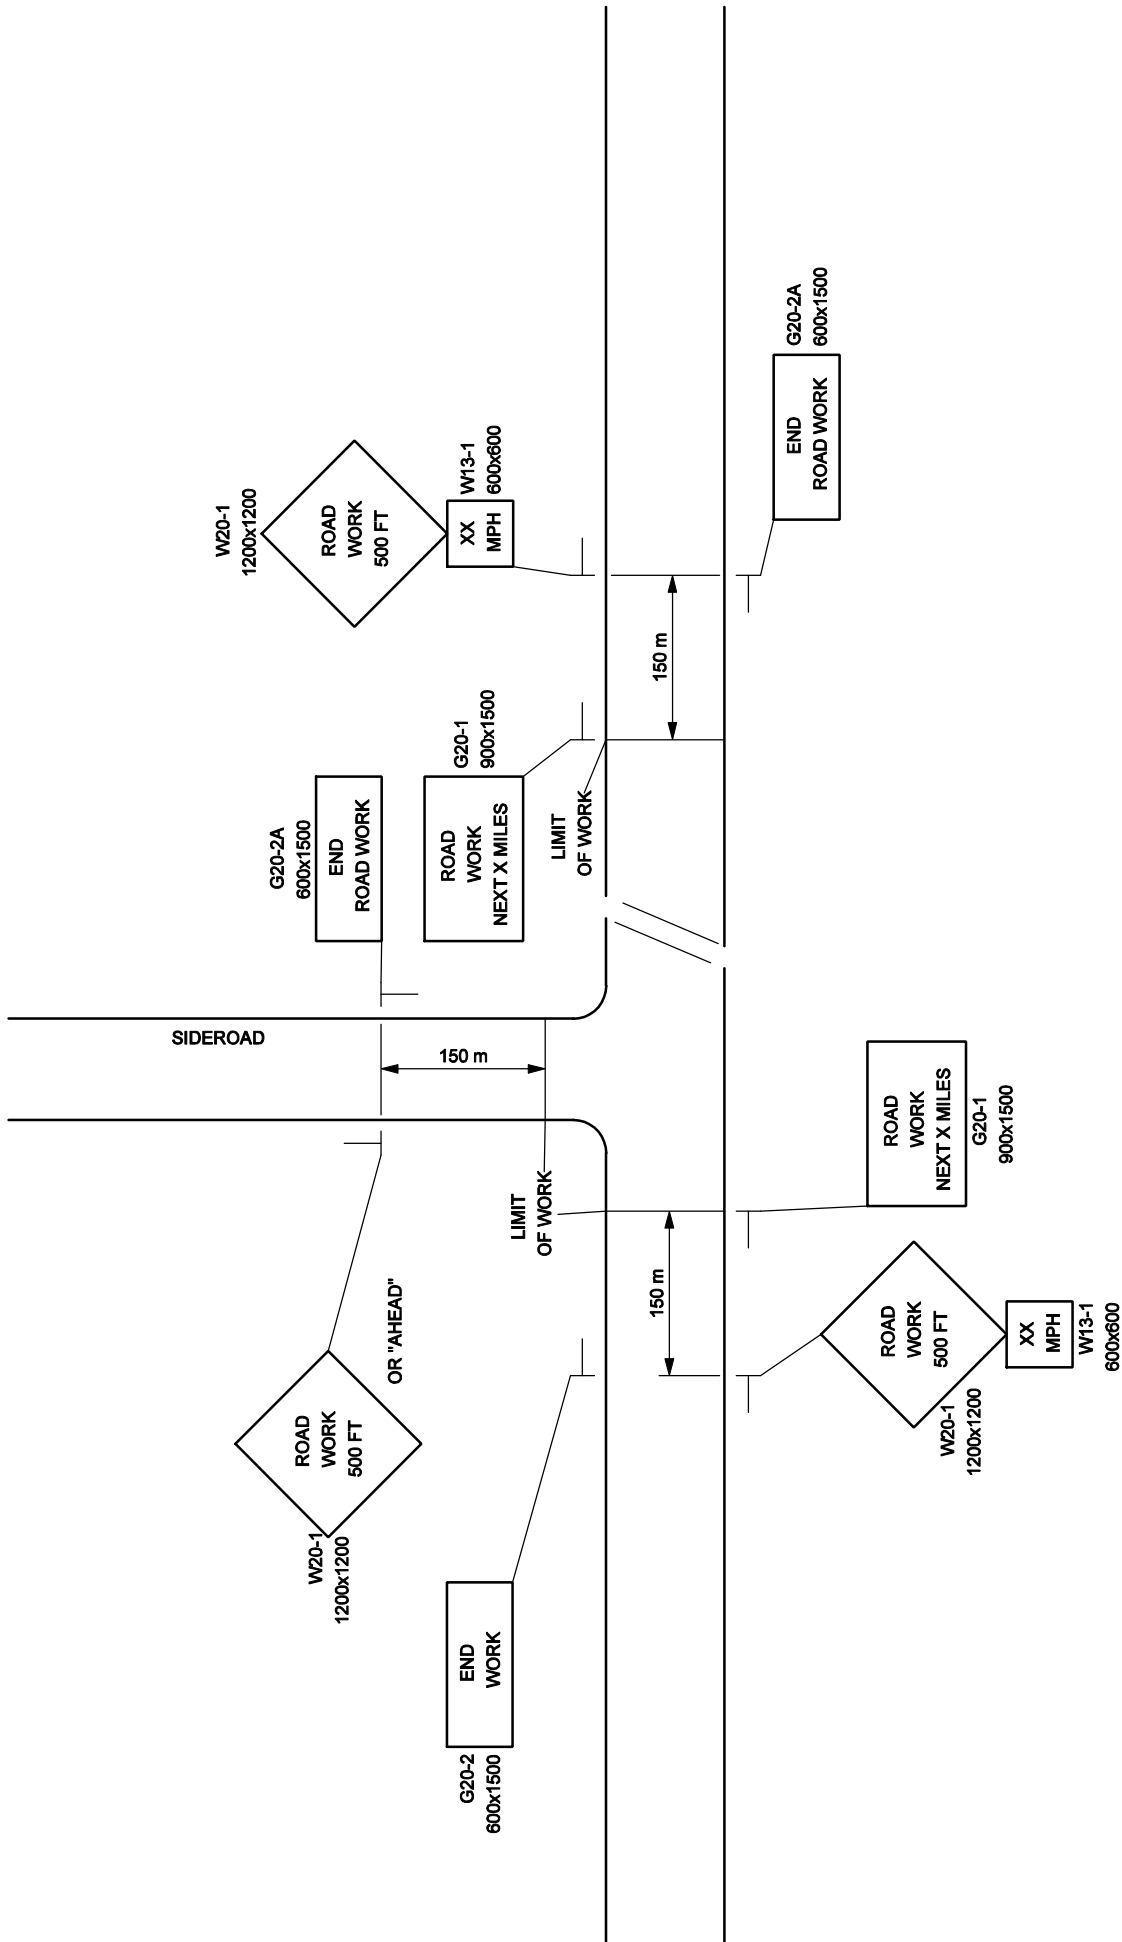 W20-1
1200x1200
ROAD
WORK
500 FT
XX
MPH
W13-1
600x600
G20-2A
600x1500
END
ROAD WORK
G20-2A
600x1500
END
ROAD WORK
G20-1
900x1500
ROAD
WORK
NEXT X MILES
LIMIT
OF WORK
150 m
SIDEROAD
150 m
LIMIT
OF WORK
150 m
ROAD
WORK
NEXT X MILES
G20-1
900x1500
ROAD
WORK
500 FT
OR "AHEAD"
W20-1
1200x1200
ROAD
WORK
500 FT
W20-1
1200x1200
XX
MPH
W13-1
600x600
END
WORK
G20-2
600x1500